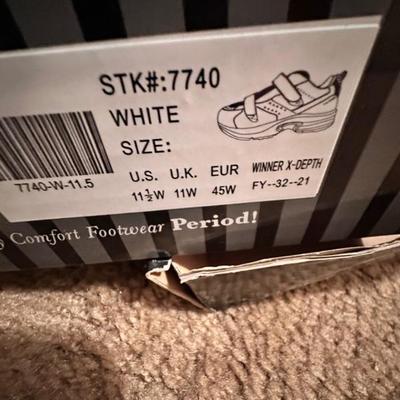 STK#:7740
WHITE
SIZE:
U.S. U.K. EUR WINNER X-DEPTH
11½W 11W 45W FY--32--21
T740-W-11.5
Comfort Footwear Period!